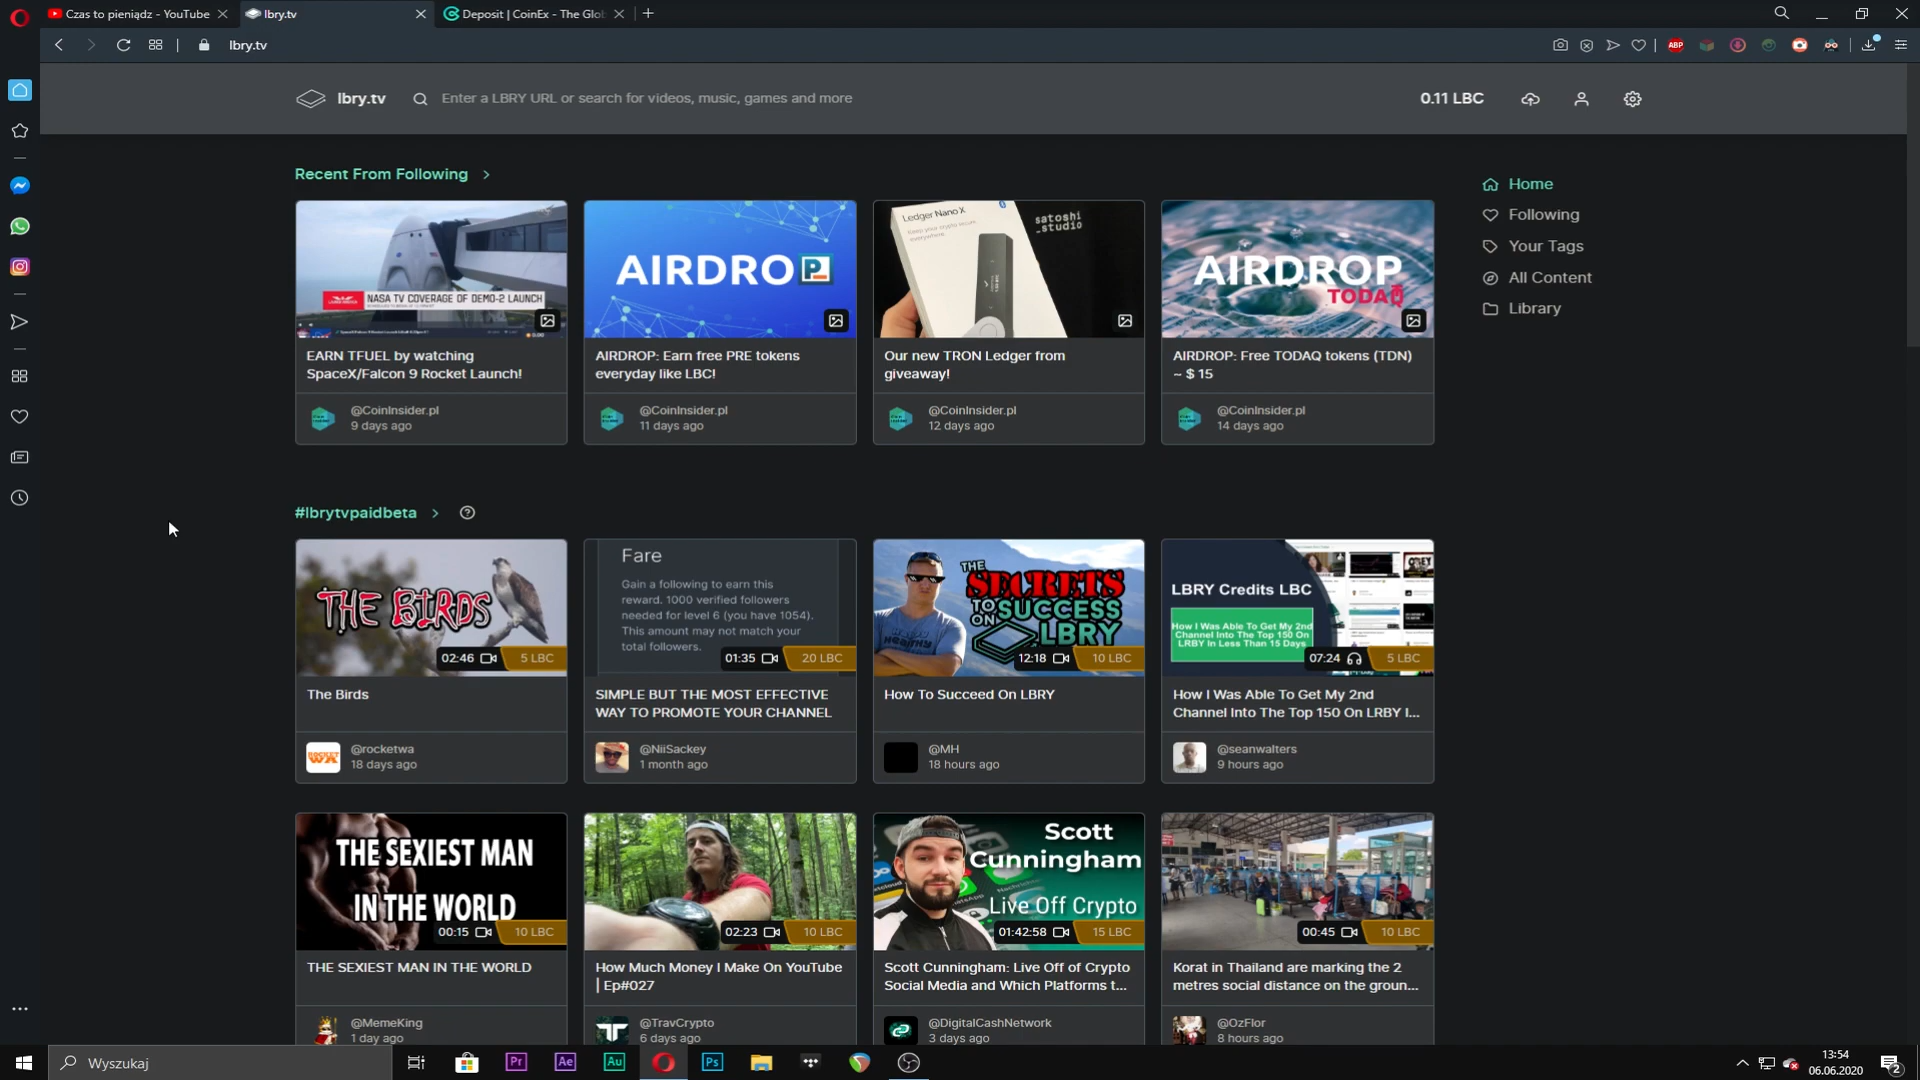 Czas to pieniądz - YouTube
lbry.tv
Deposit | CoinEx - The Glo
lbry.tv
lbry.tv
Enter a LBRY URL or search for videos, music, games and more
0.11 LBC
Recent From Following
Home
Following
Your Tags
All Content
Library
NASA TV COVERAGE OF DEMO-2 LAUNCH
AIRDRO
Ledger Nano X
satoshi
_studio
AIRDROP
TODAQ
EARN TFUEL by watching
SpaceX/Falcon 9 Rocket Launch!
AIRDROP: Earn free PRE tokens
everyday like LBC!
Our new TRON Ledger from
giveaway!
AIRDROP: Free TODAQ tokens (TDN)
~ $ 15
@CoinInsider.pl
9 days ago
@CoinInsider.pl
11 days ago
@CoinInsider.pl
12 days ago
@CoinInsider.pl
14 days ago
#lbrytvpaidbeta
THE BIRDS
02:46
5 LBC
Fare
Gain a following to earn this
reward. 1000 verified followers
needed for level 6 (you have 1054).
This amount may not match your
total followers.
01:35
20 LBC
THE
SECRETS
TO SUCCESS
ON LBRY
12:18
10 LBC
LBRY Credits LBC
How I Was Able To Get My 2nd
Channel Into The Top 150 On
LBRY In Less Than 15 Days
07:24
5 LBC
The Birds
SIMPLE BUT THE MOST EFFECTIVE
WAY TO PROMOTE YOUR CHANNEL
How To Succeed On LBRY
How I Was Able To Get My 2nd
Channel Into The Top 150 On LRBY I...
@rocketwa
18 days ago
@NiiSackey
1 month ago
@MH
18 hours ago
@seanwalters
9 hours ago
THE SEXIEST MAN
IN THE WORLD
00:15
10 LBC
02:23
10 LBC
Scott
Cunningham
Live Off Crypto
01:42:58
15 LBC
00:45
10 LBC
THE SEXIEST MAN IN THE WORLD
How Much Money I Make On YouTube
| Ep#027
Scott Cunningham: Live Off of Crypto
Social Media and Which Platforms t...
Korat in Thailand are marking the 2
metres social distance on the groun...
@MemeKing
1 day ago
@TravCrypto
6 days ago
@DigitalCashNetwork
3 days ago
@OzFlor
8 hours ago
Wyszukaj
Pr
Ae
Au
Ps
13:54
06.06.2020
2